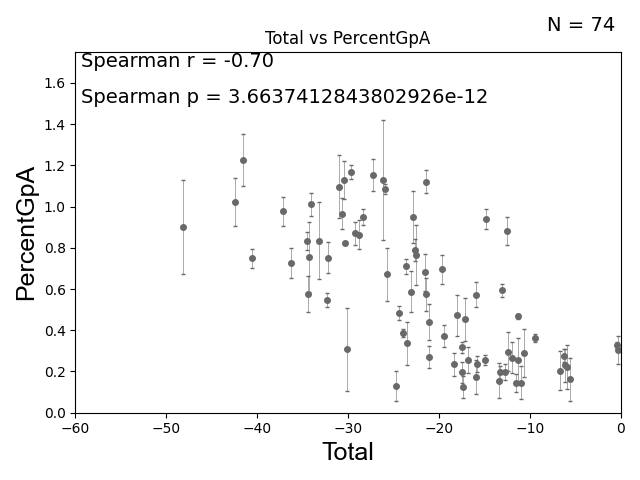 N = 74
Total vs PercentGpA
Spearman r = -0.70
Spearman p = 3.6637412843802926e-12
1.6
1.4
1.2
1.0
0.8
0.6
0.4
0.2
0.0
PercentGpA
−60 −50 −40 −30 −20 −10 0
Total